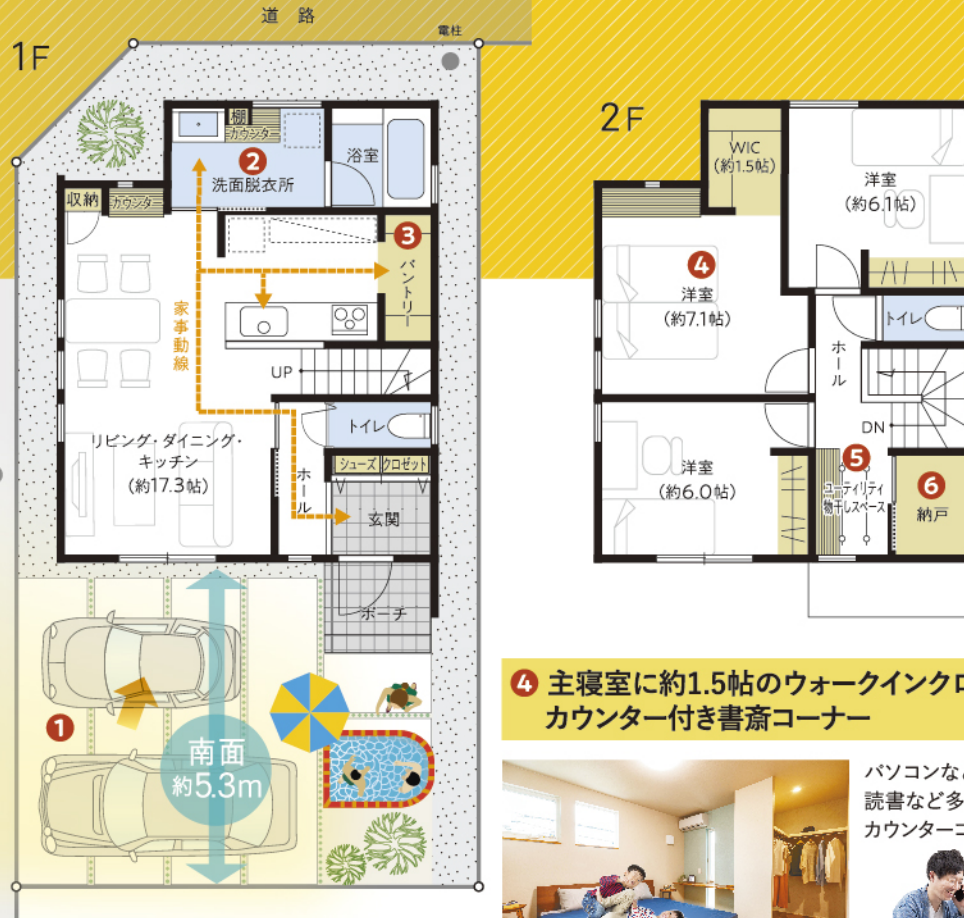 道 路
電柱
1F
棚
カウンター
2
洗面脱衣所
浴室
収納
カウンター
3
パントリー
家事動線
UP
トイレ
リビング・ダイニング・
キッチン
(約17.3帖)
ホール
シューズ
クロゼット
玄関
ポーチ
1
南面
約5.3m
2F
WIC
(約1.5帖)
洋室
(約6.1帖)
4
洋室
(約7.1帖)
トイレ
ホール
DN
洋室
(約6.0帖)
5
ユーティリティ
物干しスペース
6
納戸
4 主寝室に約1.5帖のウォークインクロ
カウンター付き書斎コーナー
パソコンな
読書など多
カウンターコ